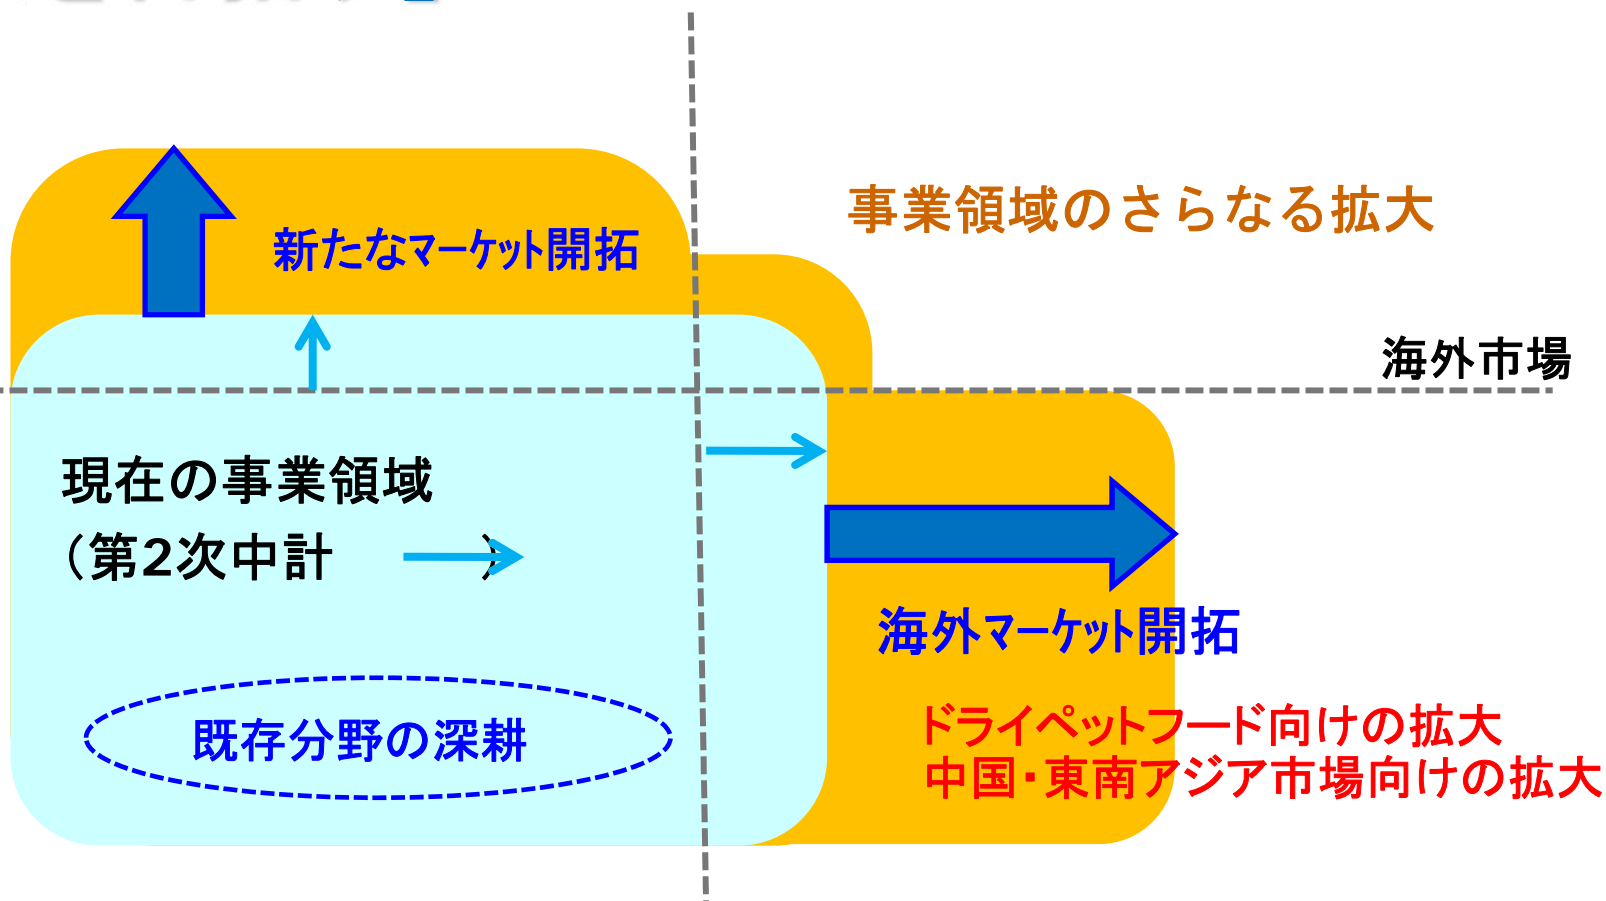 事業領域のさらなる拡大
新たなマーケット開拓
海外市場
現在の事業領域
（第2次中計　　　）
海外マーケット開拓
既存分野の深耕
ドライペットフード向けの拡大
中国・東南アジア市場向けの拡大